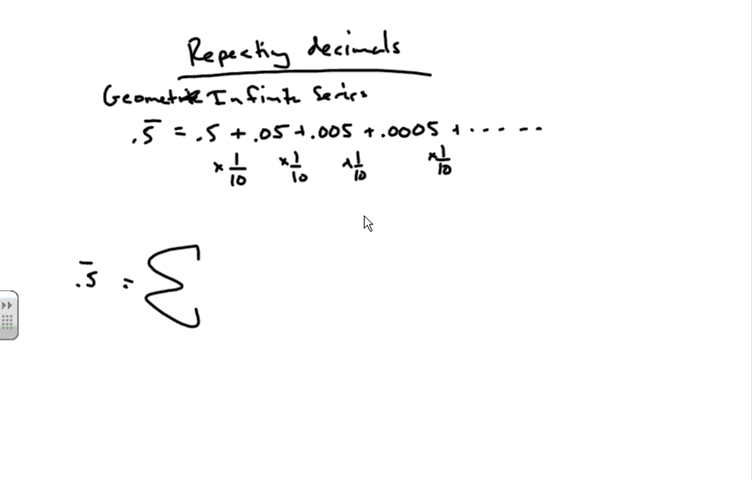 Repeating decimals
Geometric Infinite Series
.5̅ = .5 + .05 + .005 + .0005 + ·····
× 1/10 × 1/10 × 1/10 × 1/10
.5̅ = Σ